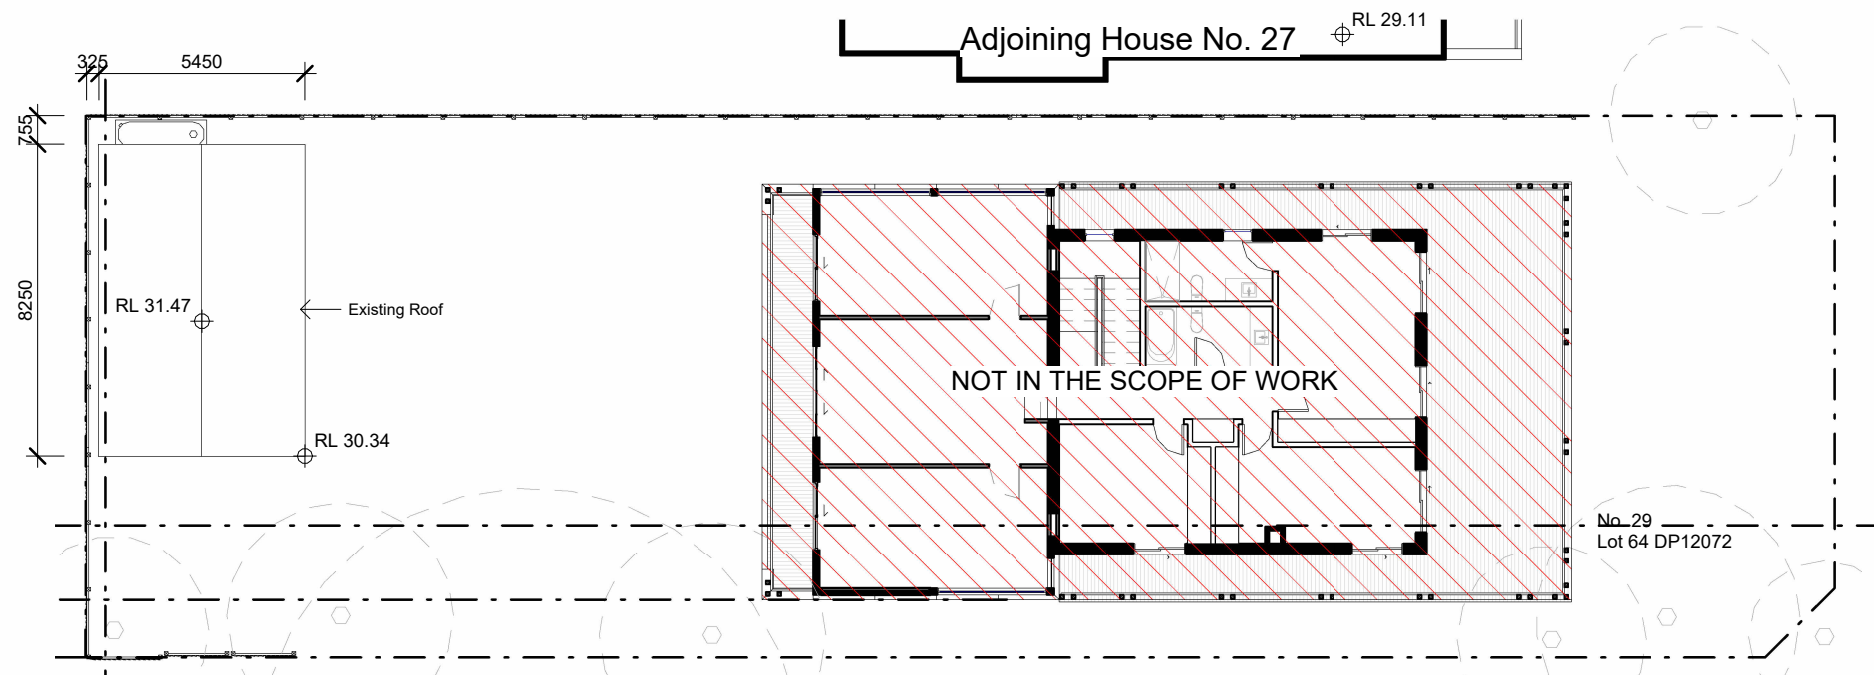 RL 29.11
Adjoining House No. 27
325
5450
755
8250
RL 31.47
Existing Roof
NOT IN THE SCOPE OF WORK
RL 30.34
No. 29
Lot 64 DP12072